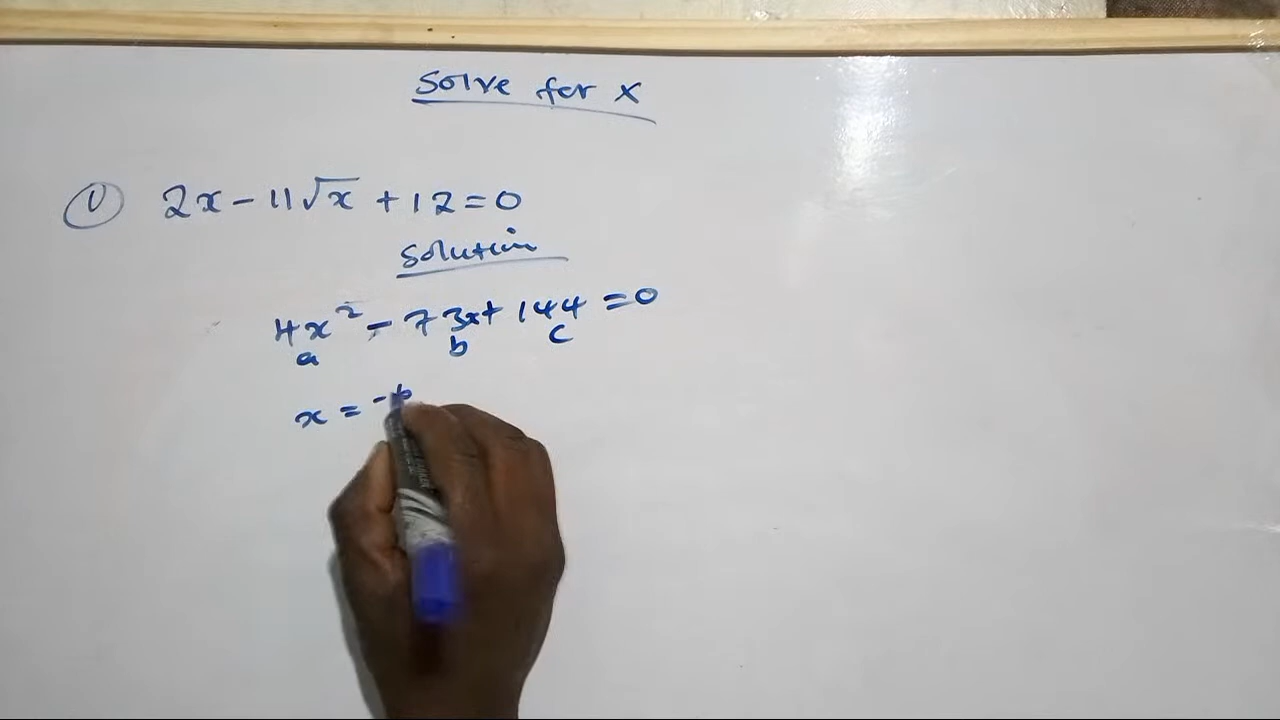 Solve for x
1) 2x - 11√x + 12 = 0
Solution
4x² - 73x + 144 = 0
a b c
x = -b